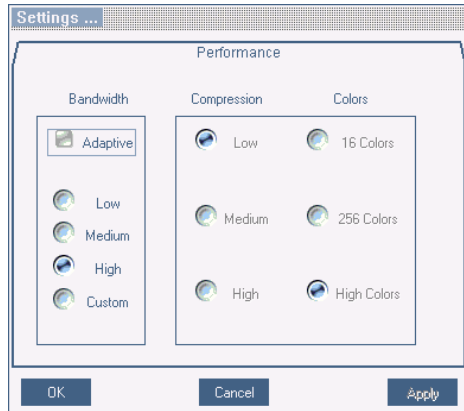 Settings ...
Performance
Bandwidth
Compression
Colors
Adaptive
Low
Medium
High
Custom
Low
16 Colors
Medium
256 Colors
High
High Colors
OK
Cancel
Apply